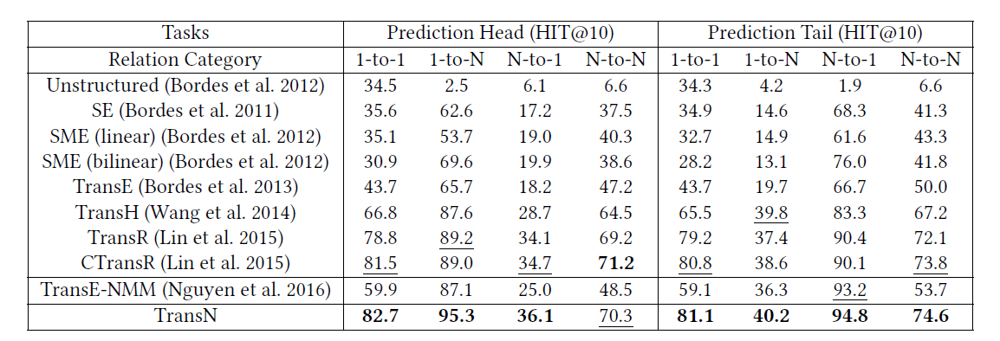 Tasks Prediction Head (HIT@10) Prediction Tail (HIT@10)
Relation Category 1-to-1 1-to-N N-to-1 N-to-N 1-to-1 1-to-N N-to-1 N-to-N
Unstructured (Bordes et al. 2012) 34.5 2.5 6.1 6.6 34.3 4.2 1.9 6.6
SE (Bordes et al. 2011) 35.6 62.6 17.2 37.5 34.9 14.6 68.3 41.3
SME (linear) (Bordes et al. 2012) 35.1 53.7 19.0 40.3 32.7 14.9 61.6 43.3
SME (bilinear) (Bordes et al. 2012) 30.9 69.6 19.9 38.6 28.2 13.1 76.0 41.8
TransE (Bordes et al. 2013) 43.7 65.7 18.2 47.2 43.7 19.7 66.7 50.0
TransH (Wang et al. 2014) 66.8 87.6 28.7 64.5 65.5 39.8 83.3 67.2
TransR (Lin et al. 2015) 78.8 89.2 34.1 69.2 79.2 37.4 90.4 72.1
CTransR (Lin et al. 2015) 81.5 89.0 34.7 71.2 80.8 38.6 90.1 73.8
TransE-NMM (Nguyen et al. 2016) 59.9 87.1 25.0 48.5 59.1 36.3 93.2 53.7
TransN 82.7 95.3 36.1 70.3 81.1 40.2 94.8 74.6